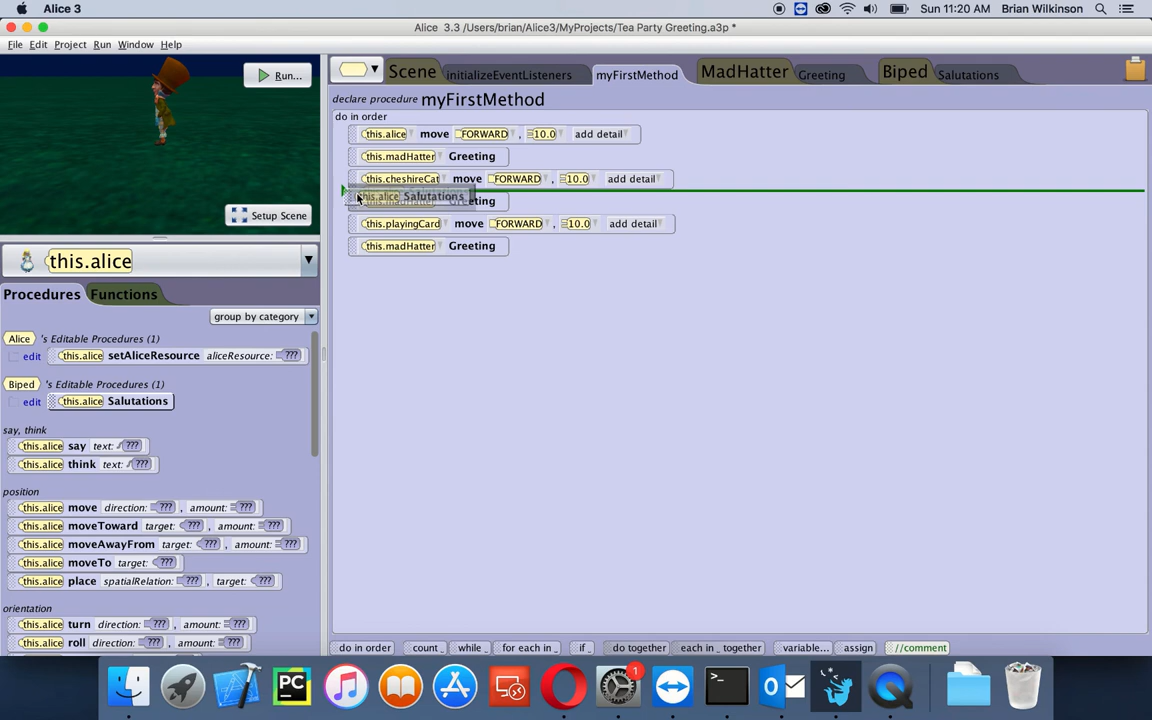 Alice 3 Sun 11:20 AM Brian Wilkinson
Alice 3.3 /Users/brian/Alice3/MyProjects/Tea Party Greeting.a3p *
File Edit Project Run Window Help
Run...
Scene initializeEventListeners myFirstMethod MadHatter Greeting Biped Salutations
declare procedure myFirstMethod
do in order
this.alice move FORWARD , 10.0 add detail
this.madHatter Greeting
this.cheshireCat move FORWARD , 10.0 add detail
this.alice Salutations
this.madHatter Greeting
this.playingCard move FORWARD , 10.0 add detail
this.madHatter Greeting
Setup Scene
this.alice
Procedures Functions
group by category
Alice 's Editable Procedures (1)
edit this.alice setAliceResource aliceResource: ???
Biped 's Editable Procedures (1)
edit this.alice Salutations
say, think
this.alice say text: ???
this.alice think text: ???
position
this.alice move direction: ??? , amount: ???
this.alice moveToward target: ??? , amount: ???
this.alice moveAwayFrom target: ??? , amount: ???
this.alice moveTo target: ???
this.alice place spatialRelation: ??? , target: ???
orientation
this.alice turn direction: ??? , amount: ???
this.alice roll direction: ??? , amount: ???
do in order count _ while _ for each in _ if _ do together each in _ together variable... assign //comment
PC
1
>_